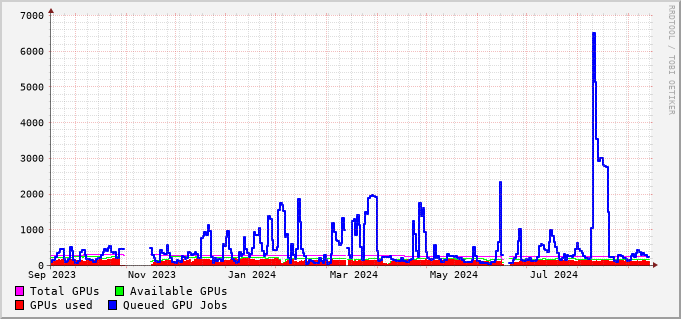 7000
6000
5000
4000
3000
2000
1000
0
Sep 2023 Nov 2023 Jan 2024 Mar 2024 May 2024 Jul 2024
Total GPUs Available GPUs
GPUs used Queued GPU Jobs
RRDTOOL / TOBI OETIKER